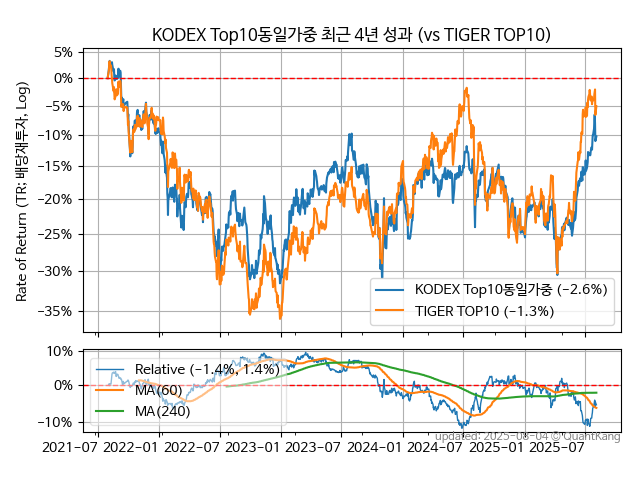 KODEX Top10동일가중 최근 4년 성과 (vs TIGER TOP10)
Rate of Return (TR: 배당재투자, Log)
5%
0%
−5%
−10%
−15%
−20%
−25%
−30%
−35%
KODEX Top10동일가중 (−2.6%)
TIGER TOP10 (−1.3%)
10%
0%
−10%
Relative (−1.4%, 1.4%)
MA(60)
MA(240)
2021−07 2022−01 2022−07 2023−01 2023−07 2024−01 2024−07 2025−01 2025−07
updated: 2025−08−04 © QuantKang